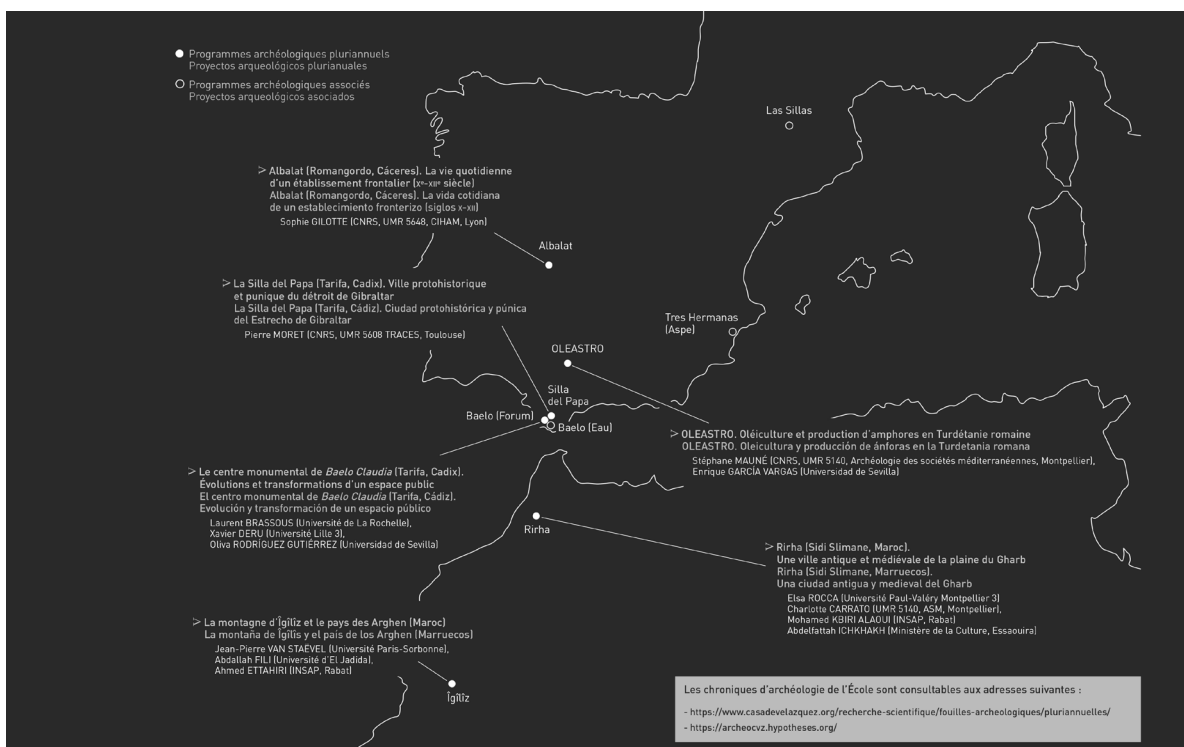 Programmes archéologiques pluriannuels
Proyectos arqueológicos plurianuales
Programmes archéologiques associés
Proyectos arqueológicos asociados
Las Sillas
> Albalat (Romangordo, Cáceres). La vie quotidienne
d'un établissement frontalier (Xe-XIIe siècle)
Albalat (Romangordo, Cáceres). La vida cotidiana
de un establecimiento fronterizo (siglos X-XII)
Sophie GILOTTE (CNRS, UMR 5648, CIHAM, Lyon)
Albalat
> La Silla del Papa (Tarifa, Cadix). Ville protohistorique
et punique du détroit de Gibraltar
La Silla del Papa (Tarifa, Cádiz). Ciudad protohistórica y púnica
del Estrecho de Gibraltar
Pierre MORET (CNRS, UMR 5608 TRACES, Toulouse)
Tres Hermanas
(Aspe)
OLEASTRO
Silla
del Papa
Baelo (Forum)
Baelo (Eau)
> OLEASTRO. Oléiculture et production d'amphores en Turdétanie romaine
OLEASTRO. Oleicultura y producción de ánforas en la Turdetania romana
Stéphane MAUNÉ (CNRS, UMR 5140, Archéologie des sociétés méditerranéennes, Montpellier),
Enrique GARCÍA VARGAS (Universidad de Sevilla)
> Le centre monumental de Baelo Claudia (Tarifa, Cadix).
Évolutions et transformations d'un espace public
El centro monumental de Baelo Claudia (Tarifa, Cádiz).
Evolución y transformación de un espacio público
Laurent BRASSOUS (Université de La Rochelle),
Xavier DERU (Université Lille 3),
Oliva RODRÍGUEZ GUTIÉRREZ (Universidad de Sevilla)
Rirha
> Rirha (Sidi Slimane, Maroc).
Une ville antique et médiévale de la plaine du Gharb
Rirha (Sidi Slimane, Marruecos).
Una ciudad antigua y medieval del Gharb
Elsa ROCCA (Université Paul-Valéry Montpellier 3)
Charlotte CARRATO (UMR 5140, ASM, Montpellier),
Mohamed KBIRI ALAOUI (INSAP, Rabat)
Abdelfattah ICHKHAKH (Ministère de la Culture, Essaouira)
> La montagne d'Îgîlîz et le pays des Arghen (Maroc)
La montaña de Îgîlîs y el país de los Arghen (Marruecos)
Jean-Pierre VAN STAËVEL (Université Paris-Sorbonne),
Abdallah FILI (Université d'El Jadida),
Ahmed ETTAHIRI (INSAP, Rabat)
Îgîlîz
Les chroniques d'archéologie de l'École sont consultables aux adresses suivantes :
- https://www.casadevelazquez.org/recherche-scientifique/fouilles-archeologiques/pluriannuelles/
- https://archeocvz.hypotheses.org/